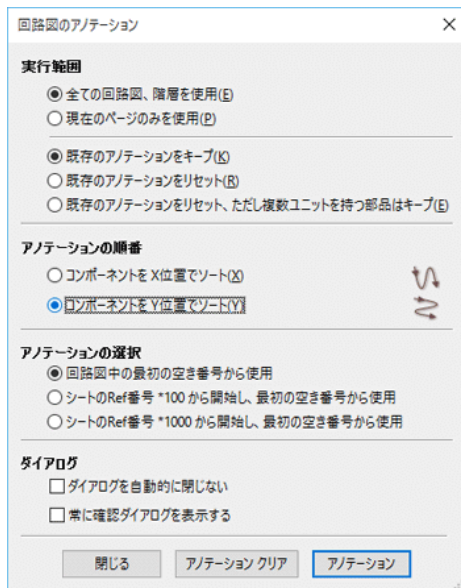 回路図のアノテーション
実行範囲
全ての回路図、階層を使用(E)
現在のページのみを使用(P)
既存のアノテーションをキープ(K)
既存のアノテーションをリセット(R)
既存のアノテーションをリセット、ただし複数ユニットを持つ部品はキープ(E)
アノテーションの順番
コンポーネントを X位置でソート(X)
コンポーネントを Y位置でソート(Y)
アノテーションの選択
回路図中の最初の空き番号から使用
シートのRef番号 *100 から開始し、最初の空き番号から使用
シートのRef番号 *1000 から開始し、最初の空き番号から使用
ダイアログ
ダイアログを自動的に閉じない
常に確認ダイアログを表示する
閉じる アノテーション クリア アノテーション